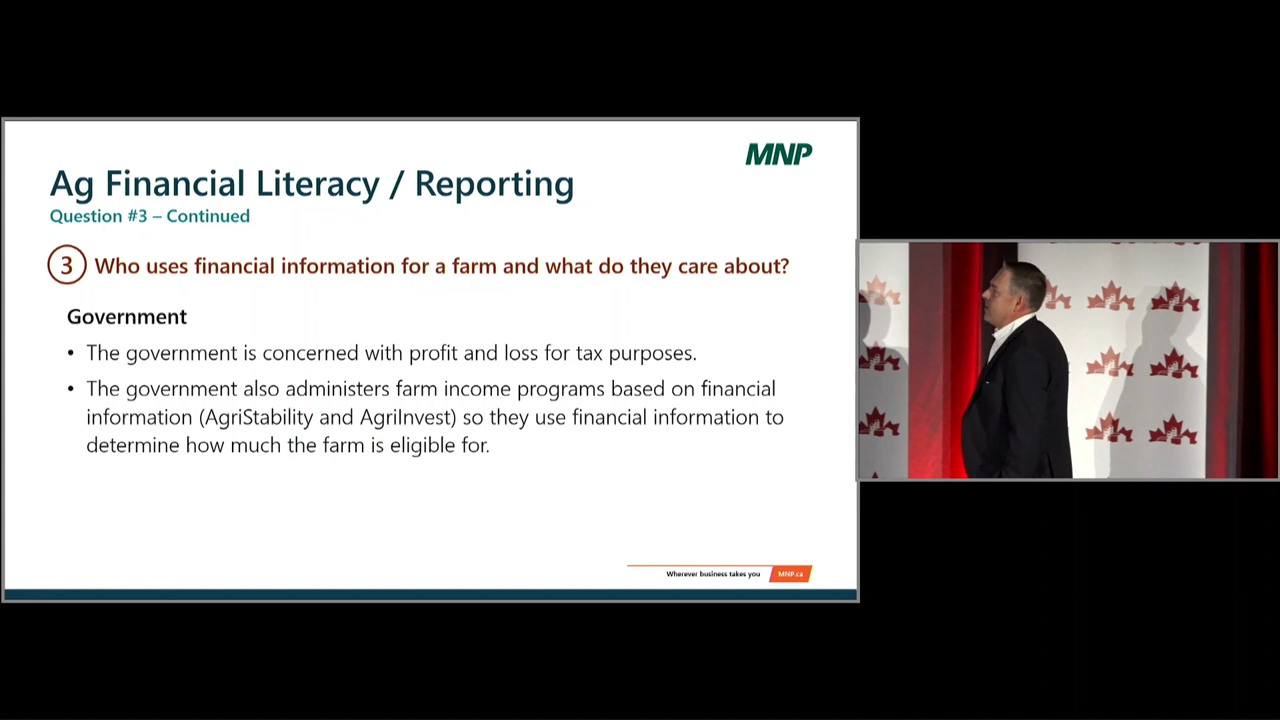 MNP
Ag Financial Literacy / Reporting
Question #3 – Continued
3 Who uses financial information for a farm and what do they care about?
Government
• The government is concerned with profit and loss for tax purposes.
• The government also administers farm income programs based on financial
information (AgriStability and AgriInvest) so they use financial information to
determine how much the farm is eligible for.
Wherever business takes you MNP.ca